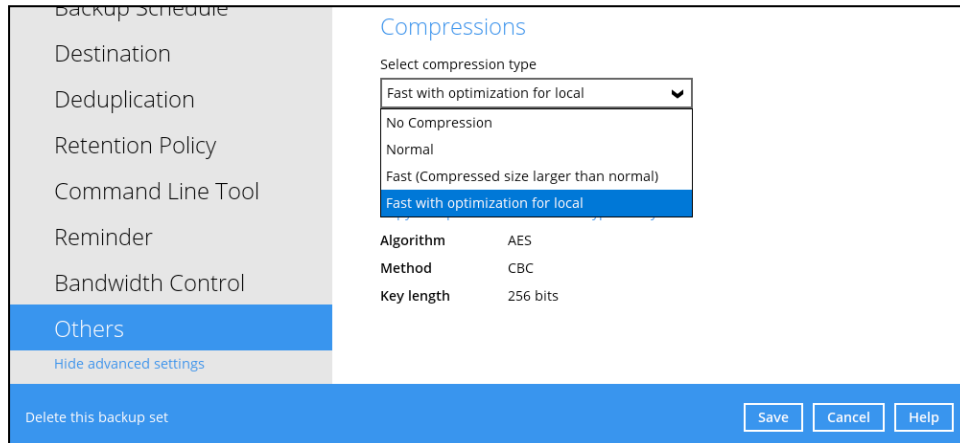 Backup Schedule
Destination
Deduplication
Retention Policy
Command Line Tool
Reminder
Bandwidth Control
Others
Hide advanced settings
Compressions
Select compression type
Fast with optimization for local
No Compression
Normal
Fast (Compressed size larger than normal)
Fast with optimization for local
Algorithm AES
Method CBC
Key length 256 bits
Delete this backup set
Save Cancel Help